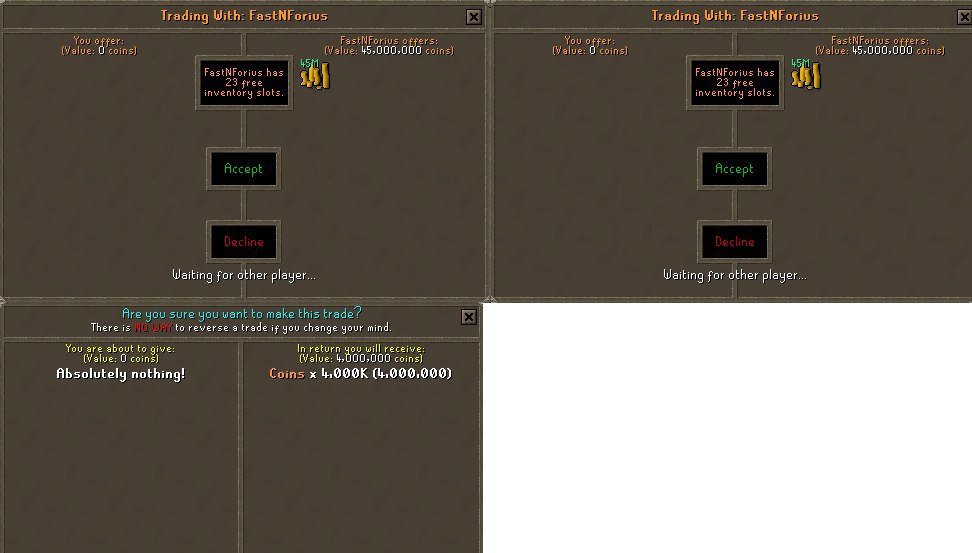 Trading With: FastNForius
You offer:
(Value: 0 coins)
FastNForius offers:
(Value: 45,000,000 coins)
FastNForius has
23 free
inventory slots.
45M
Accept
Decline
Waiting for other player...
Trading With: FastNForius
You offer:
(Value: 0 coins)
FastNForius offers:
(Value: 45,000,000 coins)
FastNForius has
23 free
inventory slots.
45M
Accept
Decline
Waiting for other player...
Are you sure you want to make this trade?
There is NO WAY to reverse a trade if you change your mind.
You are about to give:
(Value: 0 coins)
Absolutely nothing!
In return you will receive:
(Value: 4,000,000 coins)
Coins x 4,000K (4,000,000)